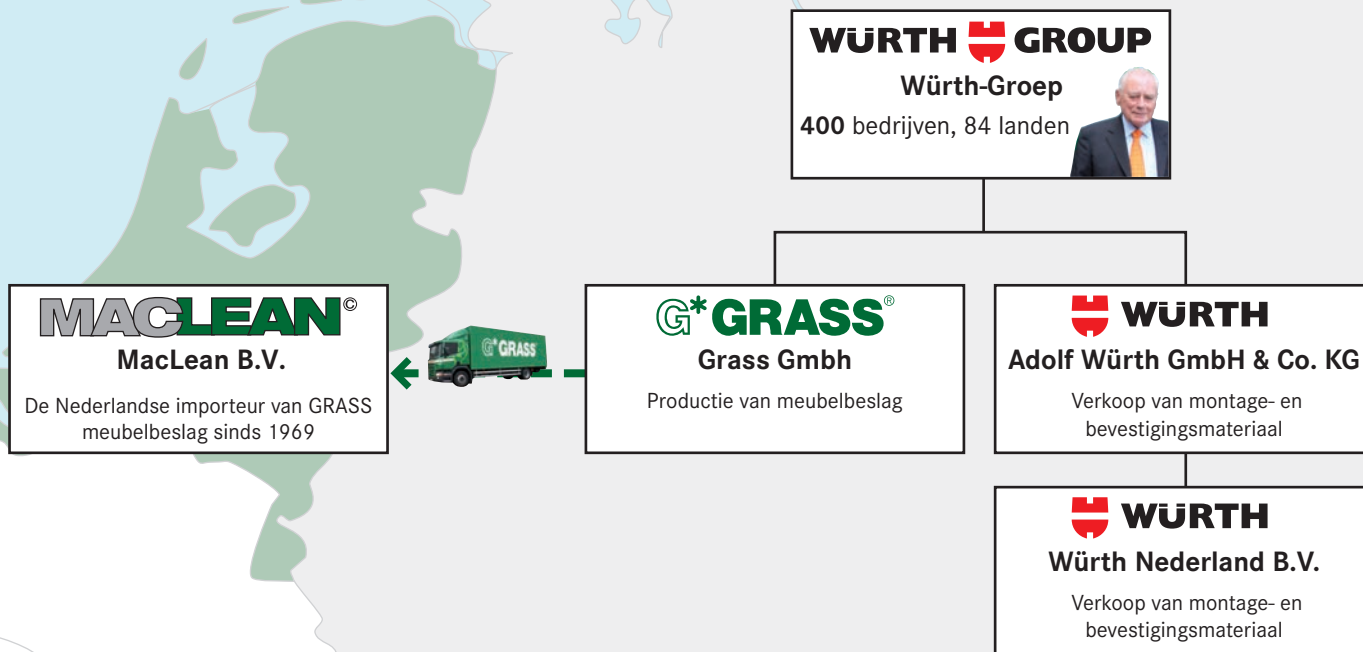 WÜRTH GROUP
Würth-Groep
400 bedrijven, 84 landen
MACLEAN©
MacLean B.V.
De Nederlandse importeur van GRASS
meubelbeslag sinds 1969
G*GRASS
G*GRASS®
Grass Gmbh
Productie van meubelbeslag
WÜRTH
Adolf Würth GmbH & Co. KG
Verkoop van montage- en
bevestigingsmateriaal
WÜRTH
Würth Nederland B.V.
Verkoop van montage- en
bevestigingsmateriaal